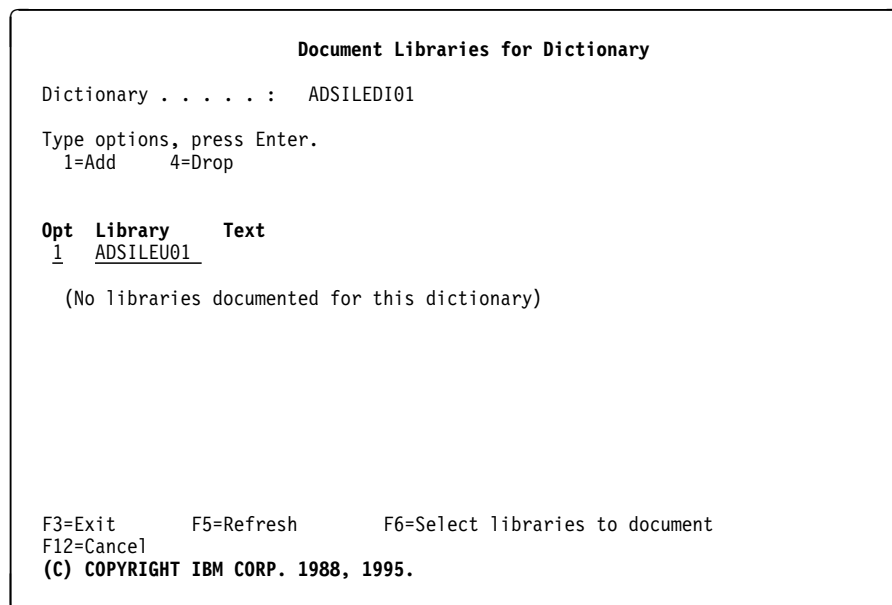 Document Libraries for Dictionary
Dictionary . . . . . :   ADSILEDI01
Type options, press Enter.
1=Add     4=Drop
Opt  Library     Text
1   ADSILEU01
(No libraries documented for this dictionary)
F3=Exit       F5=Refresh        F6=Select libraries to document
F12=Cancel
(C) COPYRIGHT IBM CORP. 1988, 1995.